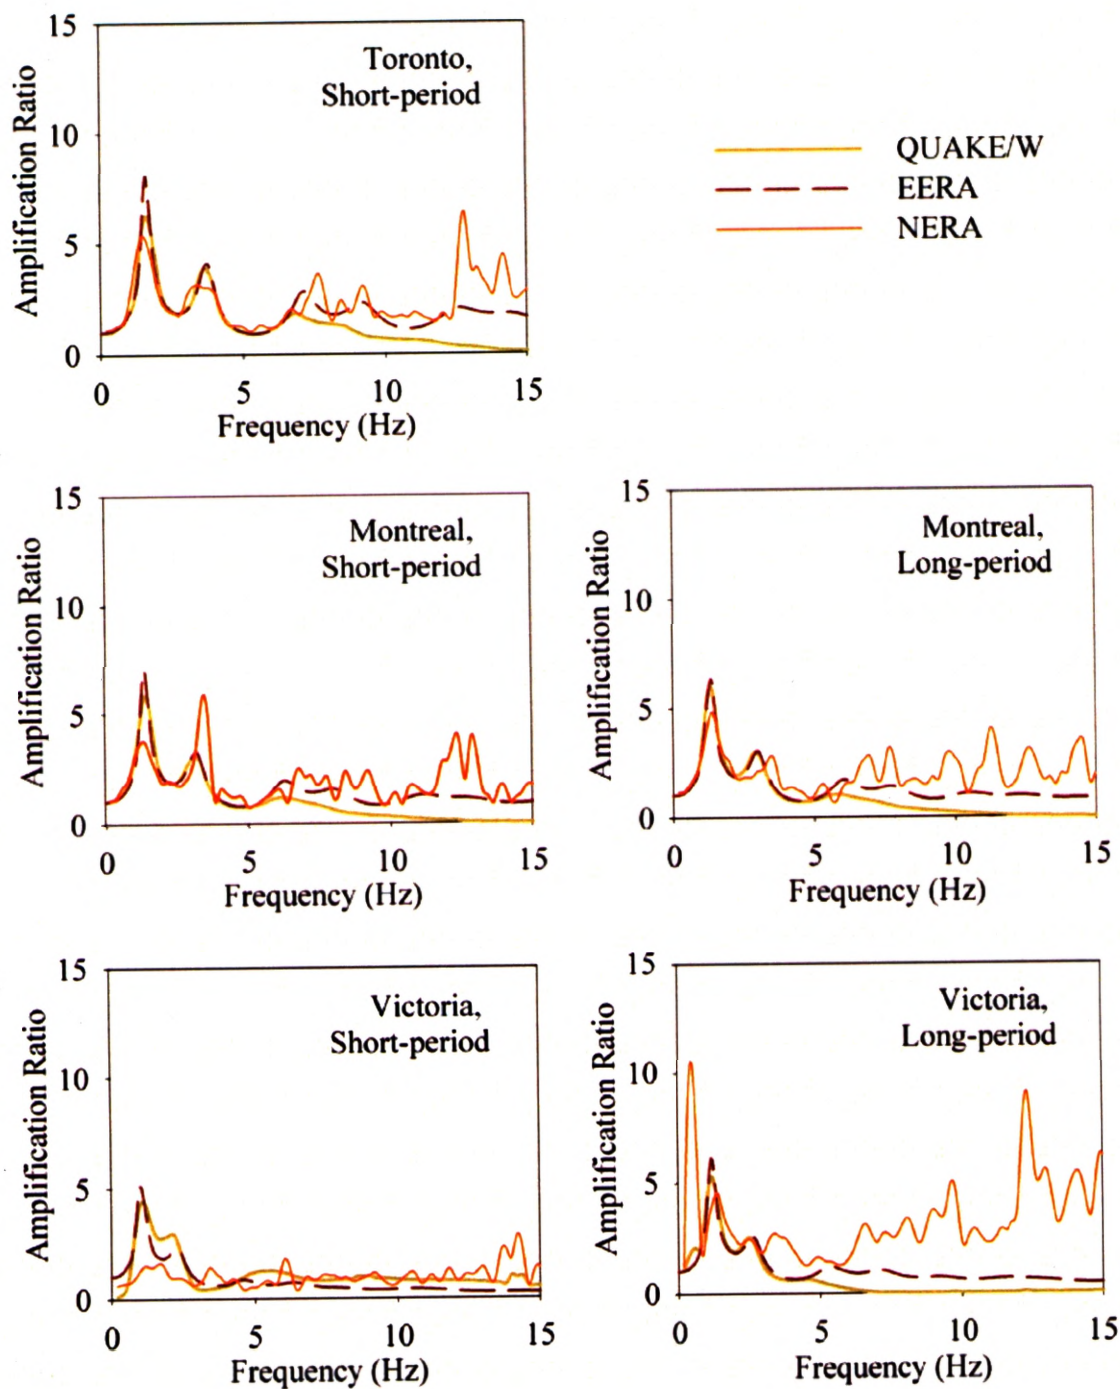 15
Toronto,
Short-period
Amplification Ratio
10
5
0
0 5 10 15
Frequency (Hz)
QUAKE/W
EERA
NERA
15
Montreal,
Short-period
Amplification Ratio
10
5
0
0 5 10 15
Frequency (Hz)
15
Montreal,
Long-period
Amplification Ratio
10
5
0
0 5 10 15
Frequency (Hz)
15
Victoria,
Short-period
Amplification Ratio
10
5
0
0 5 10 15
Frequency (Hz)
15
Victoria,
Long-period
Amplification Ratio
10
5
0
0 5 10 15
Frequency (Hz)